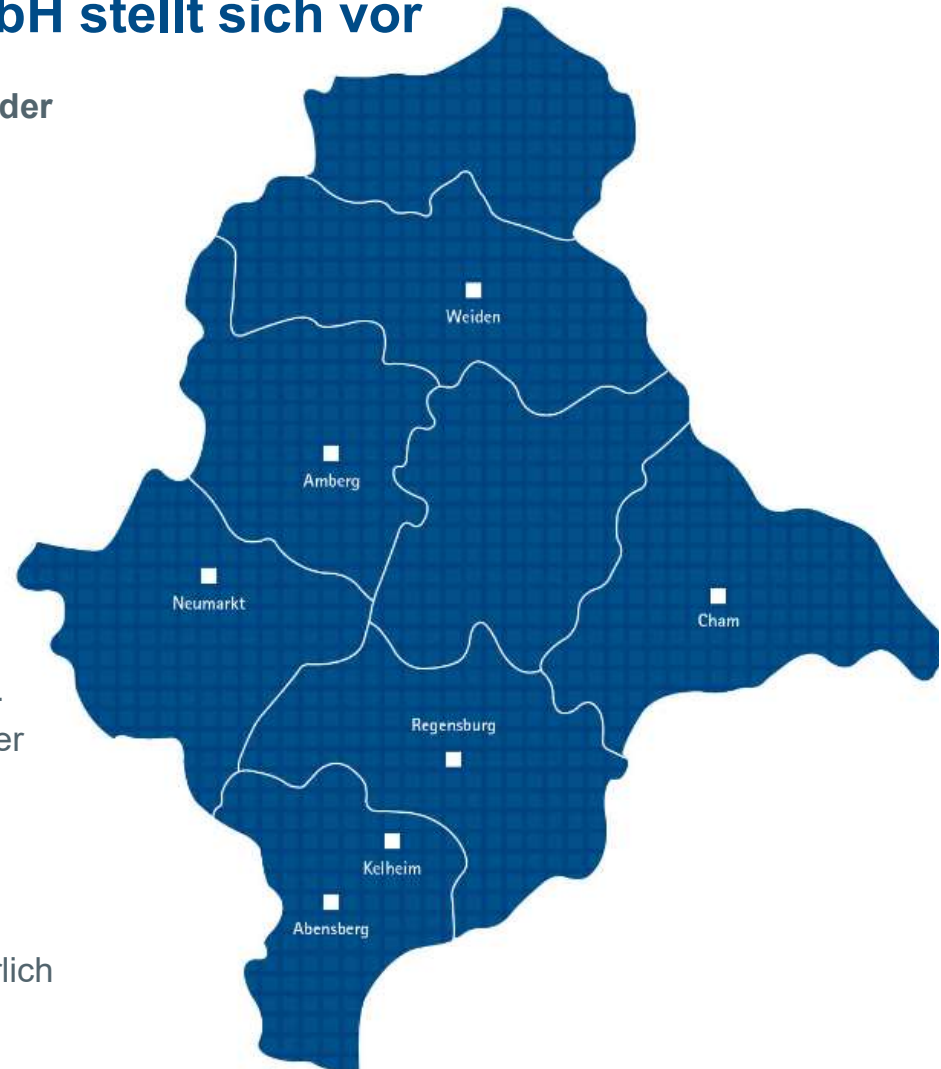 bH stellt sich vor
der
Weiden
Amberg
Neumarkt
Cham
er
Regensburg
Kelheim
Abensberg
rlich